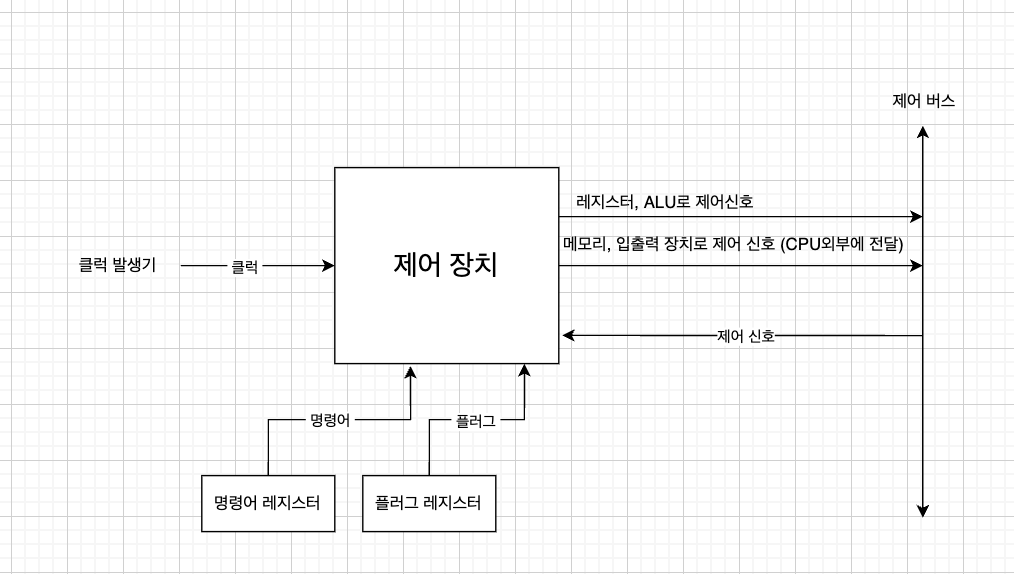 제어 버스
레지스터, ALU로 제어신호
메모리, 입출력 장치로 제어 신호 (CPU외부에 전달)
클럭 발생기
클럭
제어 장치
제어 신호
명령어
플러그
명령어 레지스터
플러그 레지스터